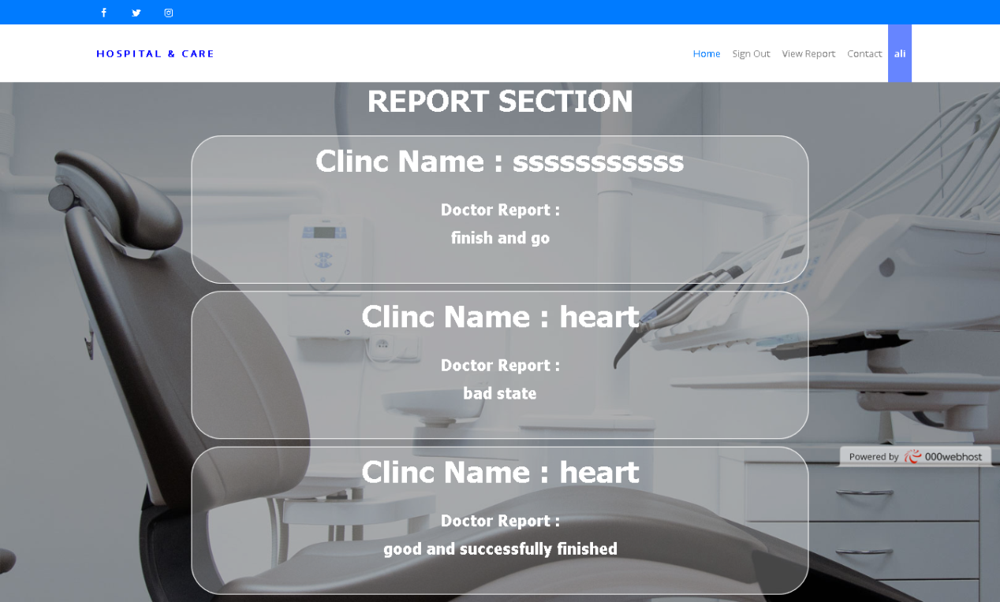 HOSPITAL & CARE
Home Sign Out View Report Contact ali
REPORT SECTION
Clinc Name : sssssssssss
Doctor Report :
finish and go
Clinc Name : heart
Doctor Report :
bad state
Powered by 000webhost
Clinc Name : heart
Doctor Report :
good and successfully finished